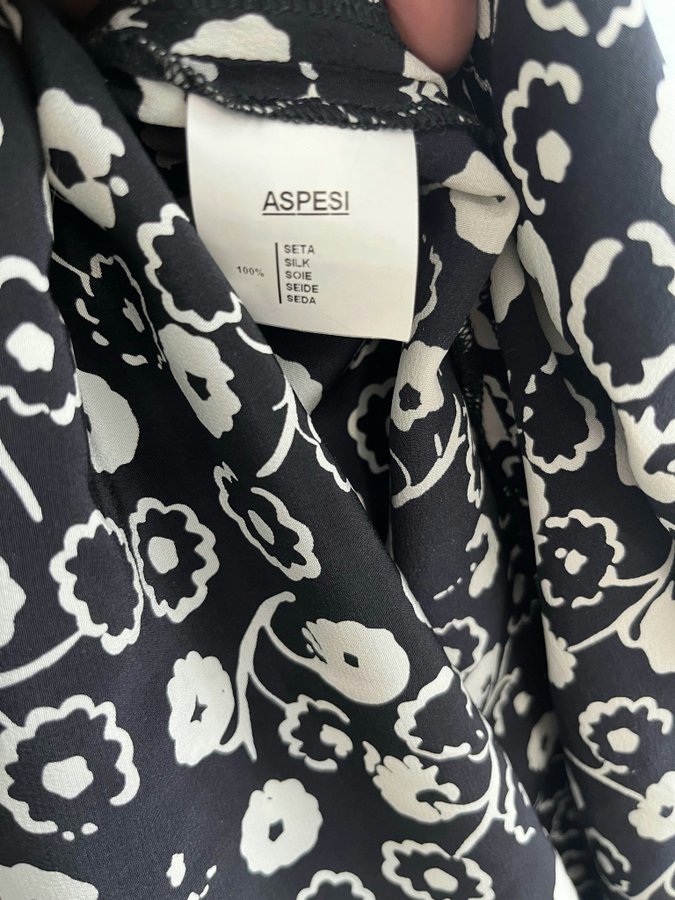 ASPESI
100%
SETA
SILK
SOIE
SEIDE
SEDA